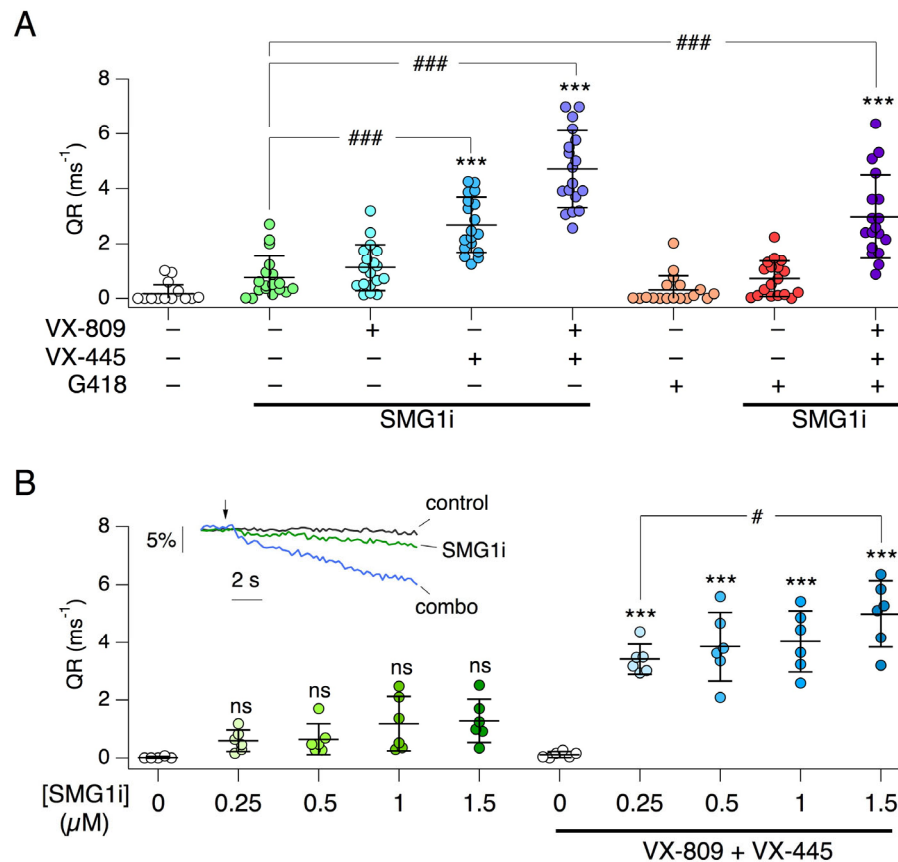 A
###
###
###
***
***
***
8
6
4
2
0
QR (ms-1)
VX-809 – – + – + – – +
VX-445 – – – + + – – +
G418 – – – – – + + +
SMG1i SMG1i
B
control
SMG1i
combo
5%
2 s
#
***
***
***
***
ns
ns
ns
ns
8
6
4
2
0
QR (ms-1)
[SMG1i] 0 0.25 0.5 1 1.5 0 0.25 0.5 1 1.5
(µM)
VX-809 + VX-445